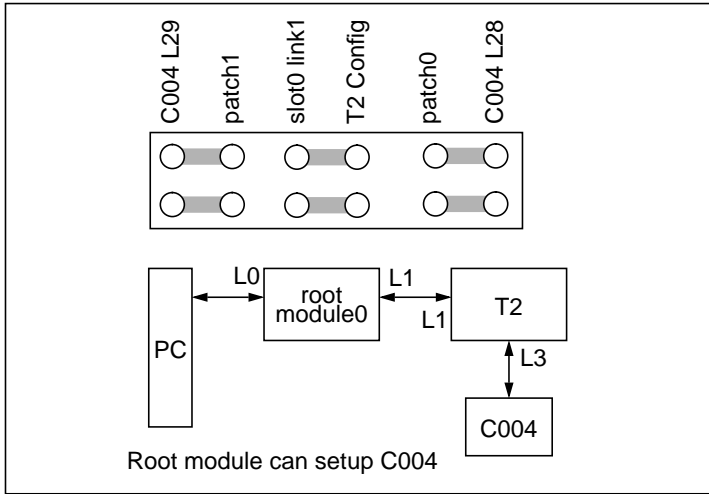 C004 L29
patch1
slot0 link1
T2 Config
patch0
C004 L28
L0
root
module0
L1
L1
T2
PC
L3
C004
Root module can setup C004